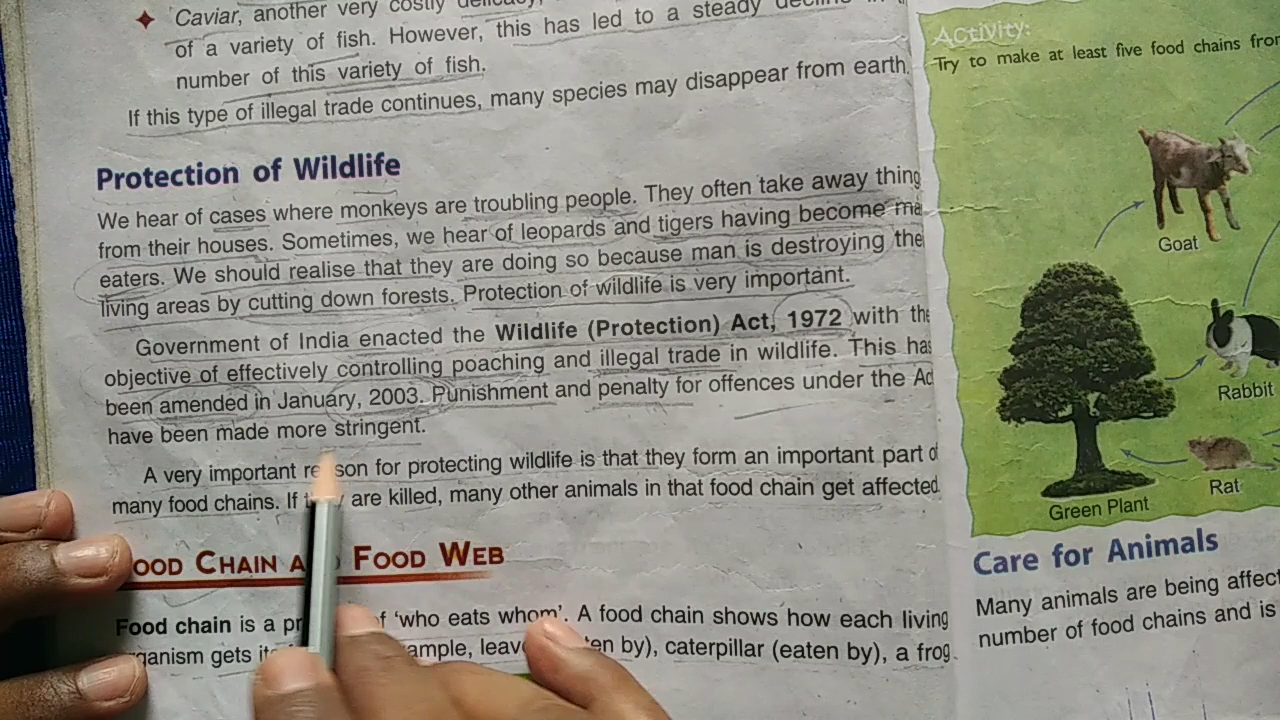 Caviar, another very costly delicacy,
of a variety of fish. However, this has led to a steady decline in
number of this variety of fish.
If this type of illegal trade continues, many species may disappear from earth.
Protection of Wildlife
We hear of cases where monkeys are troubling people. They often take away thing
from their houses. Sometimes, we hear of leopards and tigers having become
eaters. We should realise that they are doing so because man is destroying the
living areas by cutting down forests. Protection of wildlife is very important.
Government of India enacted the Wildlife (Protection) Act, 1972 with the
objective of effectively controlling poaching and illegal trade in wildlife. This has
been amended in January, 2003. Punishment and penalty for offences under the
have been made more stringent.
A very important reason for protecting wildlife is that they form an important part
many food chains. If are killed, many other animals in that food chain get affected.
FOOD CHAIN FOOD WEB
Food chain is a 'who eats whom'. A food chain shows how each living
gets (eaten by), caterpillar (eaten by), a frog
Activity:
Try to make at least five food chains from
Goat
Rabbit
Rat
Green Plant
Care for Animals
Many animals are being
number of food chains and is